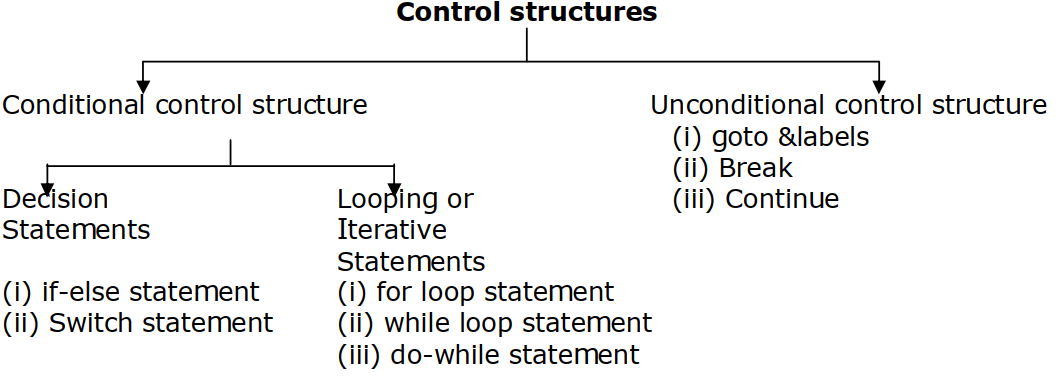 Control structures
Conditional control structure
Decision
Statements
(i) if-else statement
(ii) Switch statement
Looping or
Iterative
Statements
(i) for loop statement
(ii) while loop statement
(iii) do-while statement
Unconditional control structure
(i) goto &labels
(ii) Break
(iii) Continue